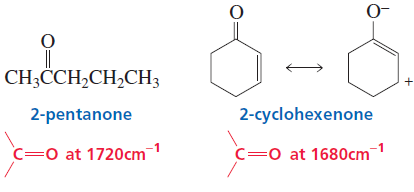 O
O
O−
CH₃CCH₂CH₂CH₃
+
2-pentanone
2-cyclohexenone
C=O at 1720cm⁻¹
C=O at 1680cm⁻¹